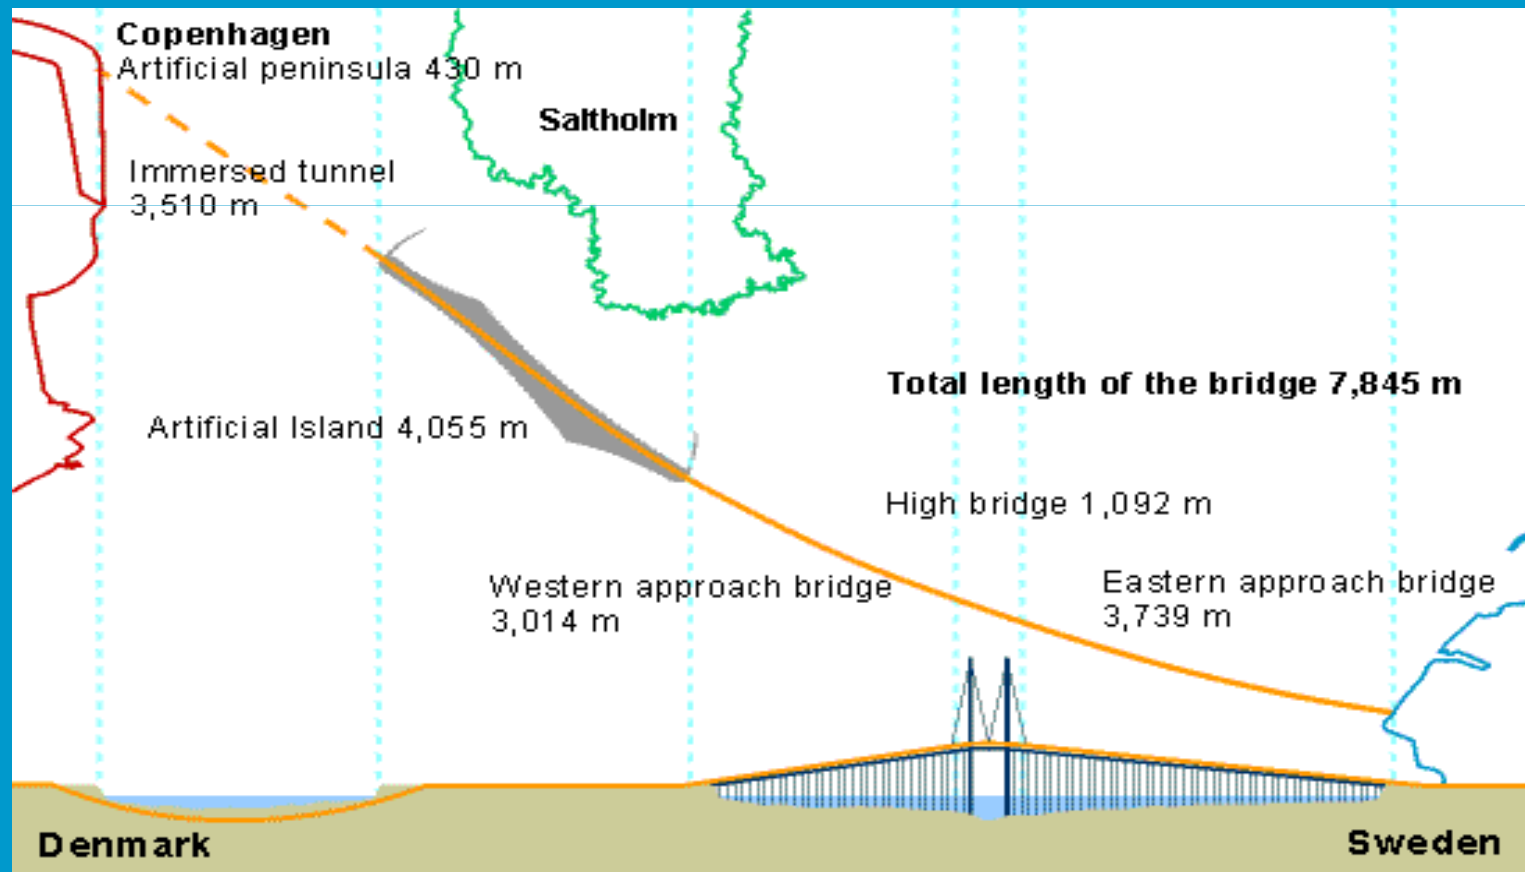 Copenhagen
Artificial peninsula 430 m
Saltholm
Immersed tunnel
3,510 m
Total length of the bridge 7,845 m
Artificial Island 4,055 m
High bridge 1,092 m
Western approach bridge
3,014 m
Eastern approach bridge
3,739 m
Denmark
Sweden